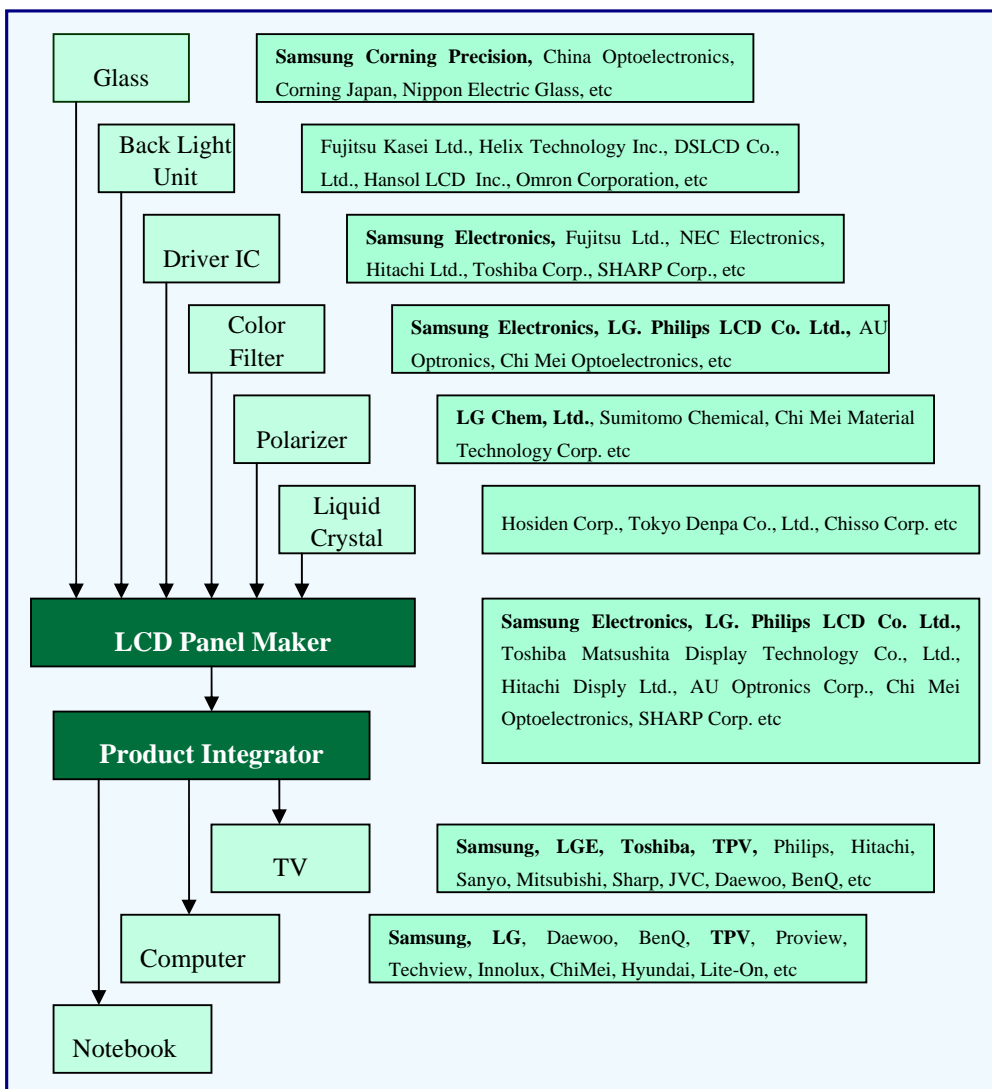 Glass
Samsung Corning Precision, China Optoelectronics,
Corning Japan, Nippon Electric Glass, etc
Back Light
Unit
Fujitsu Kasei Ltd., Helix Technology Inc., DSLCD Co.,
Ltd., Hansol LCD Inc., Omron Corporation, etc
Driver IC
Samsung Electronics, Fujitsu Ltd., NEC Electronics,
Hitachi Ltd., Toshiba Corp., SHARP Corp., etc
Color
Filter
Samsung Electronics, LG. Philips LCD Co. Ltd., AU
Optronics, Chi Mei Optoelectronics, etc
Polarizer
LG Chem, Ltd., Sumitomo Chemical, Chi Mei Material
Technology Corp. etc
Liquid
Crystal
Hosiden Corp., Tokyo Denpa Co., Ltd., Chisso Corp. etc
LCD Panel Maker
Samsung Electronics, LG. Philips LCD Co. Ltd.,
Toshiba Matsushita Display Technology Co., Ltd.,
Hitachi Disply Ltd., AU Optronics Corp., Chi Mei
Optoelectronics, SHARP Corp. etc
Product Integrator
TV
Samsung, LGE, Toshiba, TPV, Philips, Hitachi,
Sanyo, Mitsubishi, Sharp, JVC, Daewoo, BenQ, etc
Computer
Samsung, LG, Daewoo, BenQ, TPV, Proview,
Techview, Innolux, ChiMei, Hyundai, Lite-On, etc
Notebook